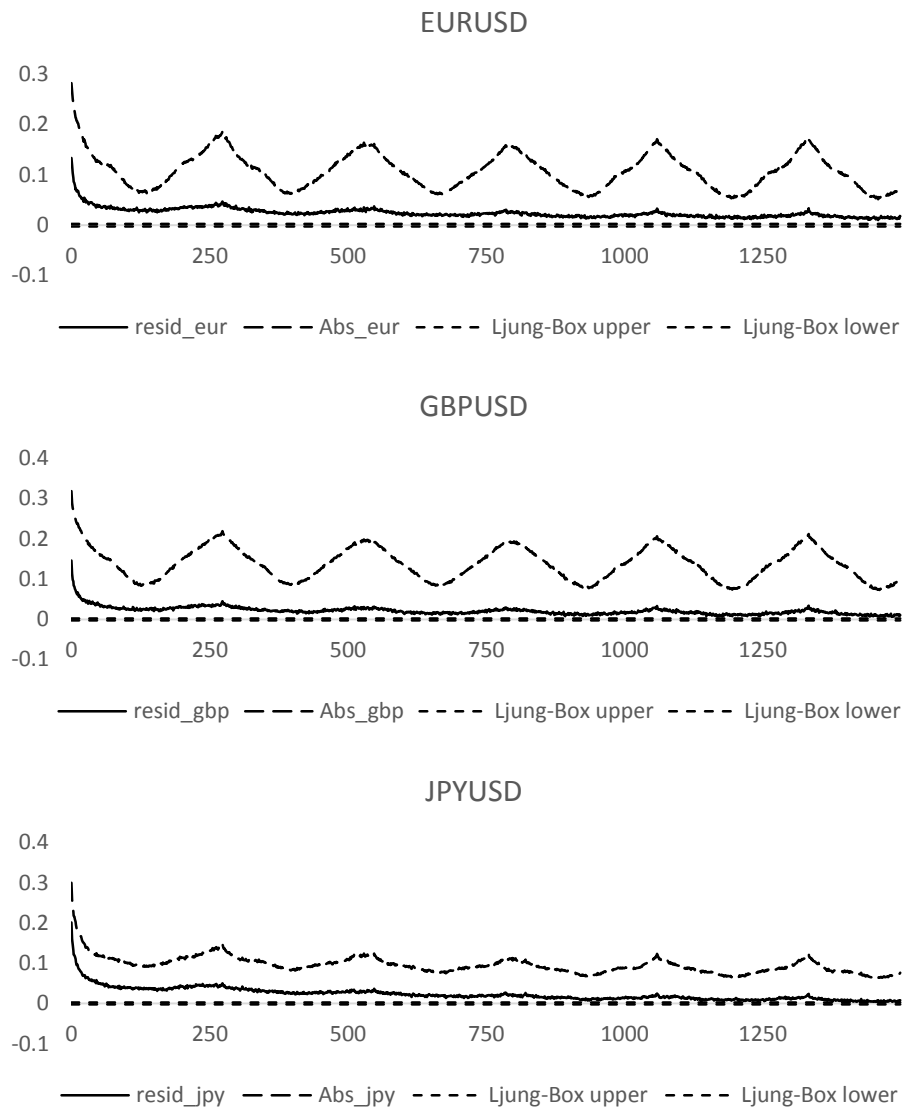 EURUSD
0.3
0.2
0.1
0
-0.1
0 250 500 750 1000 1250
resid_eur Abs_eur Ljung-Box upper Ljung-Box lower
GBPUSD
0.4
0.3
0.2
0.1
0
-0.1
0 250 500 750 1000 1250
resid_gbp Abs_gbp Ljung-Box upper Ljung-Box lower
JPYUSD
0.4
0.3
0.2
0.1
0
-0.1
0 250 500 750 1000 1250
resid_jpy Abs_jpy Ljung-Box upper Ljung-Box lower